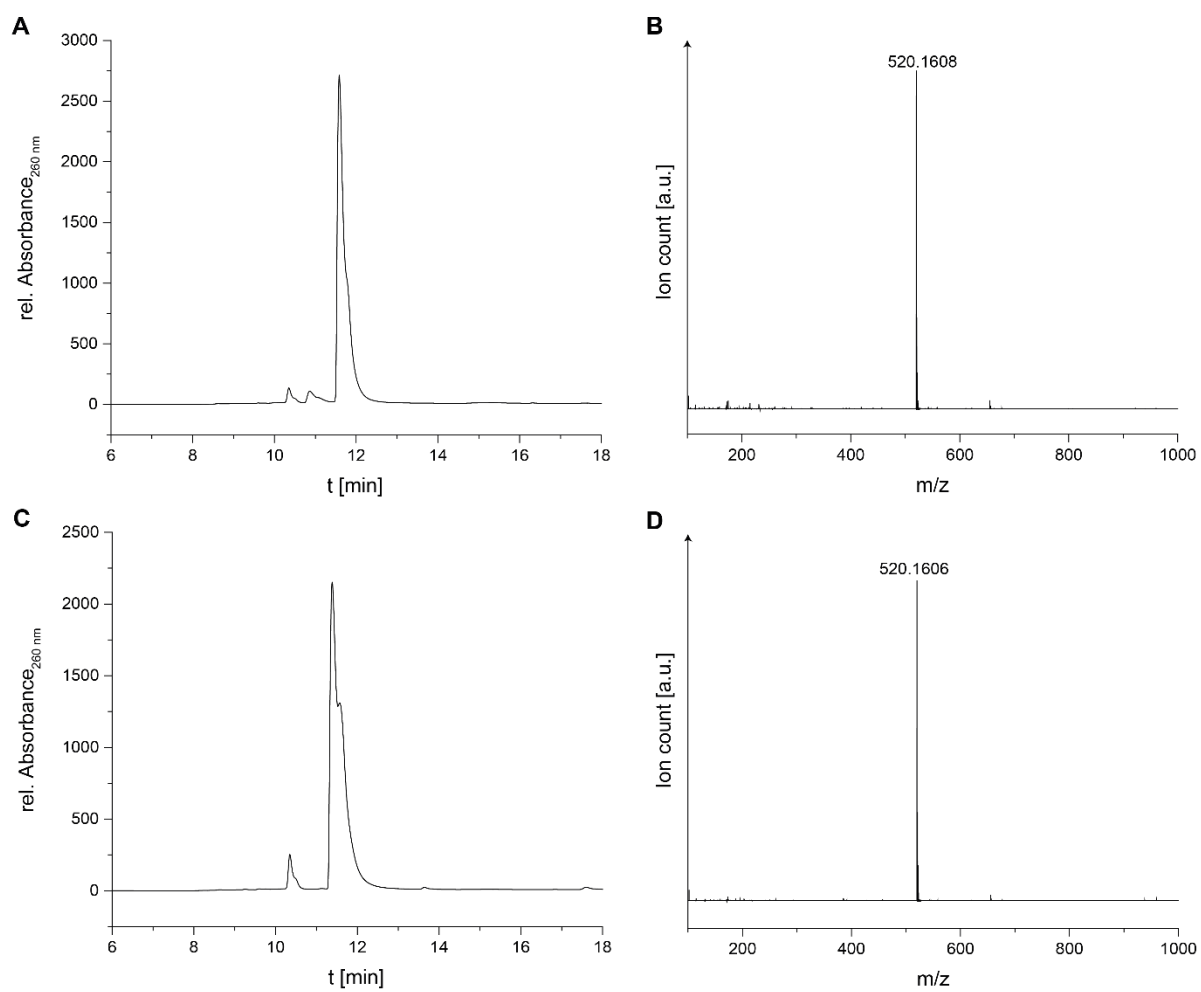 A
3000
2500
2000
1500
1000
500
0
rel. Absorbance260 nm
6 8 10 12 14 16 18
t [min]
B
520.1608
Ion count [a.u.]
200 400 600 800 1000
m/z
C
2500
2000
1500
1000
500
0
rel. Absorbance260 nm
6 8 10 12 14 16 18
t [min]
D
520.1606
Ion count [a.u.]
200 400 600 800 1000
m/z